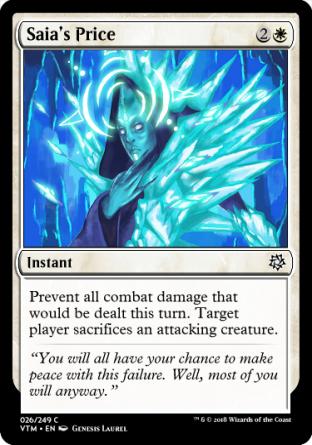 Saia's Price 2
Instant
Prevent all combat damage that
would be dealt this turn. Target
player sacrifices an attacking creature.
“You will all have your chance to make
peace with this failure. Well, most of you
will anyway.”
026/249 C
VTM • EN GENESIS LAUREL
™ & © 2018 Wizards of the Coast